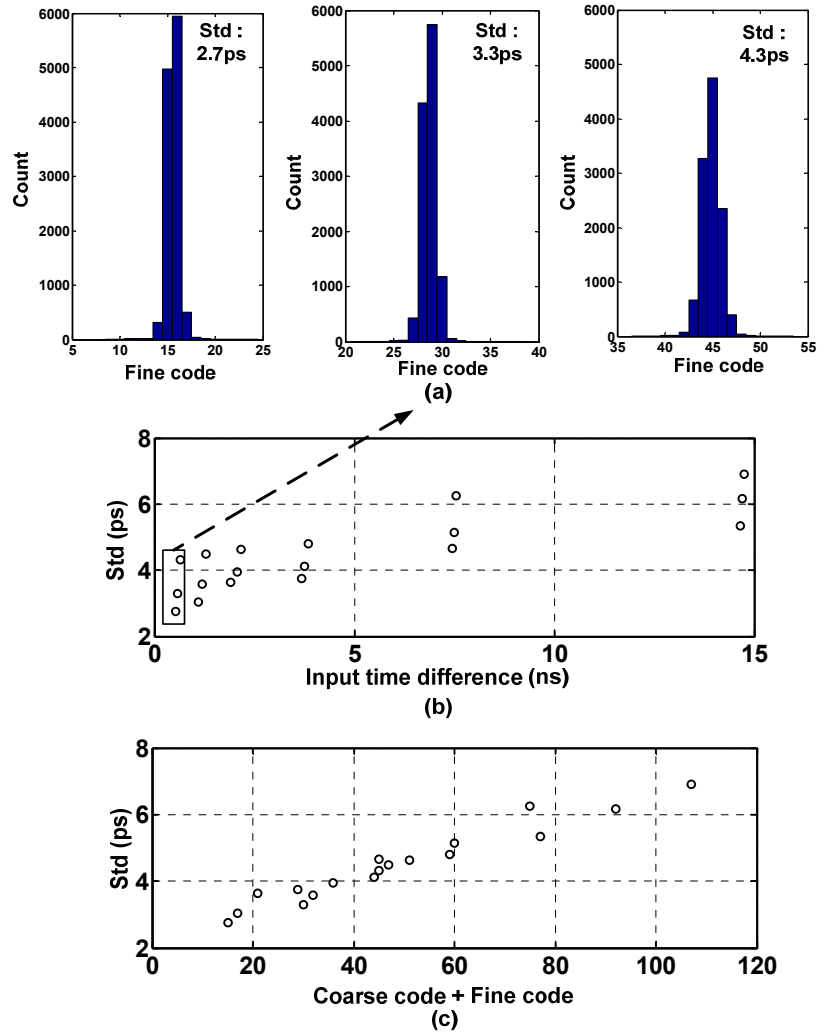 6000
5000
4000
3000
2000
1000
0
Count
Std :
2.7ps
5 10 15 20 25
Fine code
6000
5000
4000
3000
2000
1000
0
Count
Std :
3.3ps
20 25 30 35 40
Fine code
6000
5000
4000
3000
2000
1000
0
Count
Std :
4.3ps
35 40 45 50 55
Fine code
(a)
8
6
4
2
Std (ps)
0 5 10 15
Input time difference (ns)
(b)
8
6
4
2
Std (ps)
0 20 40 60 80 100 120
Coarse code + Fine code
(c)